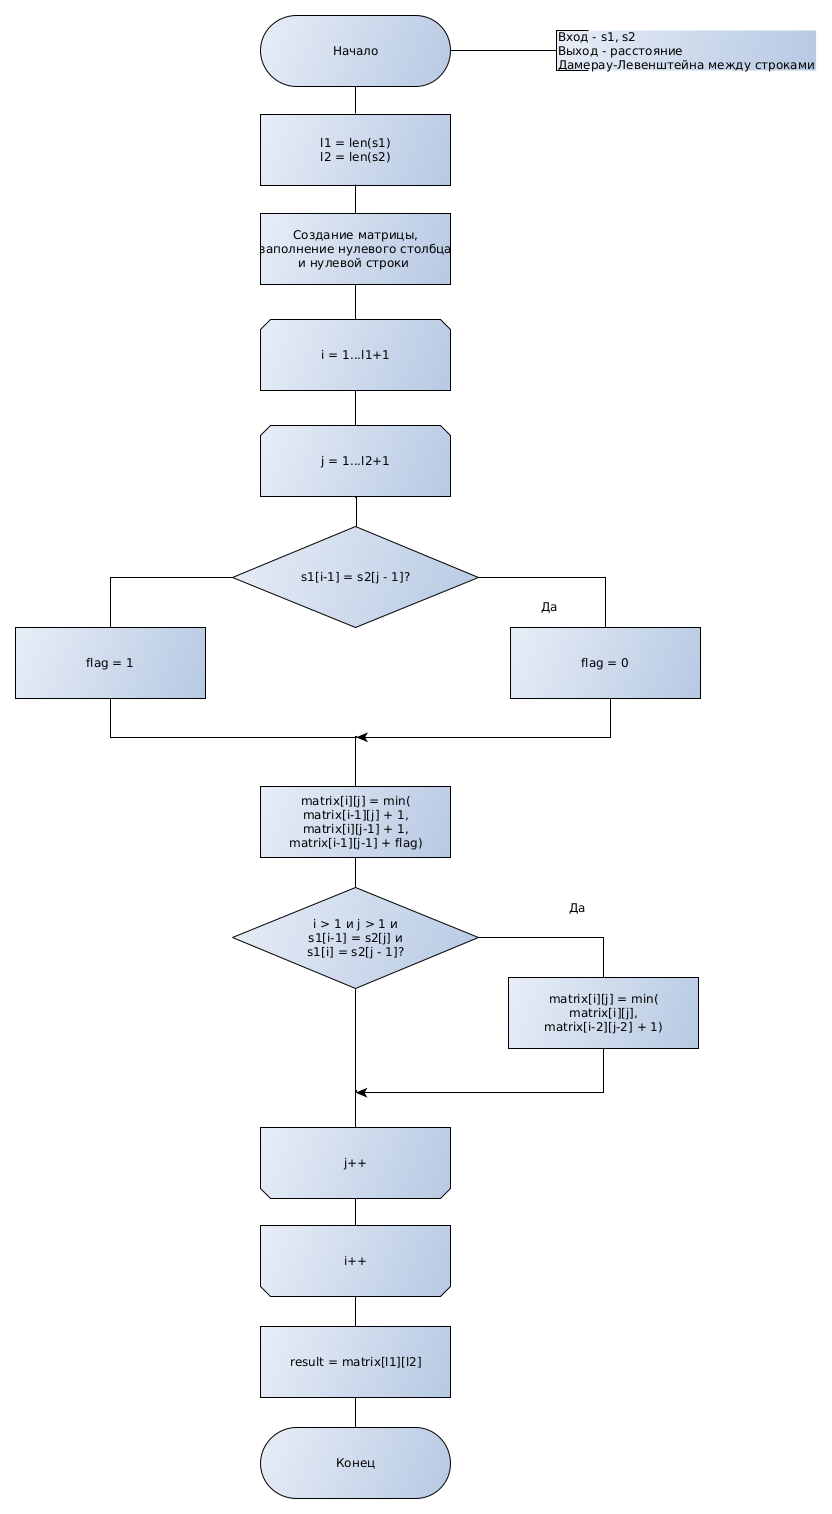 Начало
Вход - s1, s2
Выход - расстояние
Дамерау-Левенштейна между строками
l1 = len(s1)
l2 = len(s2)
Создание матрицы,
заполнение нулевого столбца
и нулевой строки
i = 1...l1+1
j = 1...l2+1
s1[i-1] = s2[j - 1]?
Да
flag = 1
flag = 0
matrix[i][j] = min(
matrix[i-1][j] + 1,
matrix[i][j-1] + 1,
matrix[i-1][j-1] + flag)
Да
i > 1 и j > 1 и
s1[i-1] = s2[j] и
s1[i] = s2[j - 1]?
matrix[i][j] = min(
matrix[i][j],
matrix[i-2][j-2] + 1)
j++
i++
result = matrix[l1][l2]
Конец